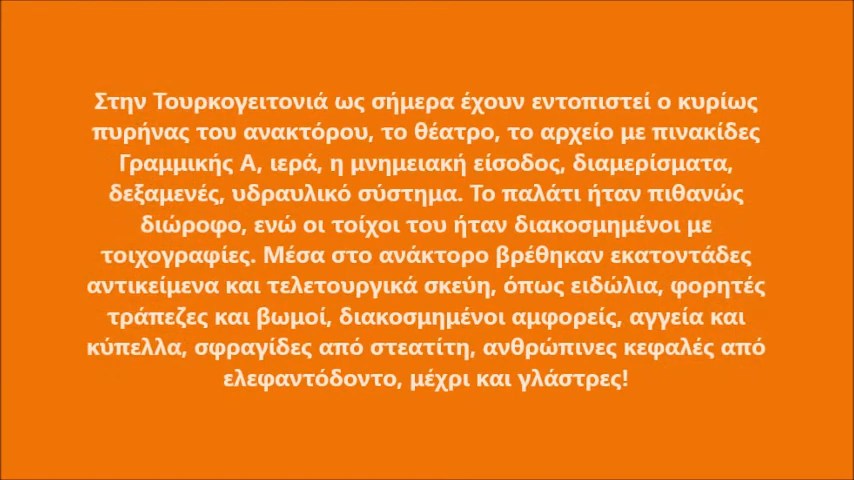 Στην Τουρκογειτονιά ως σήμερα έχουν εντοπιστεί ο κυρίως
πυρήνας του ανακτόρου, το θέατρο, το αρχείο με πινακίδες
Γραμμικής Α, ιερά, η μνημειακή είσοδος, διαμερίσματα,
δεξαμενές, υδραυλικό σύστημα. Το παλάτι ήταν πιθανώς
διώροφο, ενώ οι τοίχοι του ήταν διακοσμημένοι με
τοιχογραφίες. Μέσα στο ανάκτορο βρέθηκαν εκατοντάδες
αντικείμενα και τελετουργικά σκεύη, όπως ειδώλια, φορητές
τράπεζες και βωμοί, διακοσμημένοι αμφορείς, αγγεία και
κύπελλα, σφραγίδες από στεατίτη, ανθρώπινες κεφαλές από
ελεφαντόδοντο, μέχρι και γλάστρες!